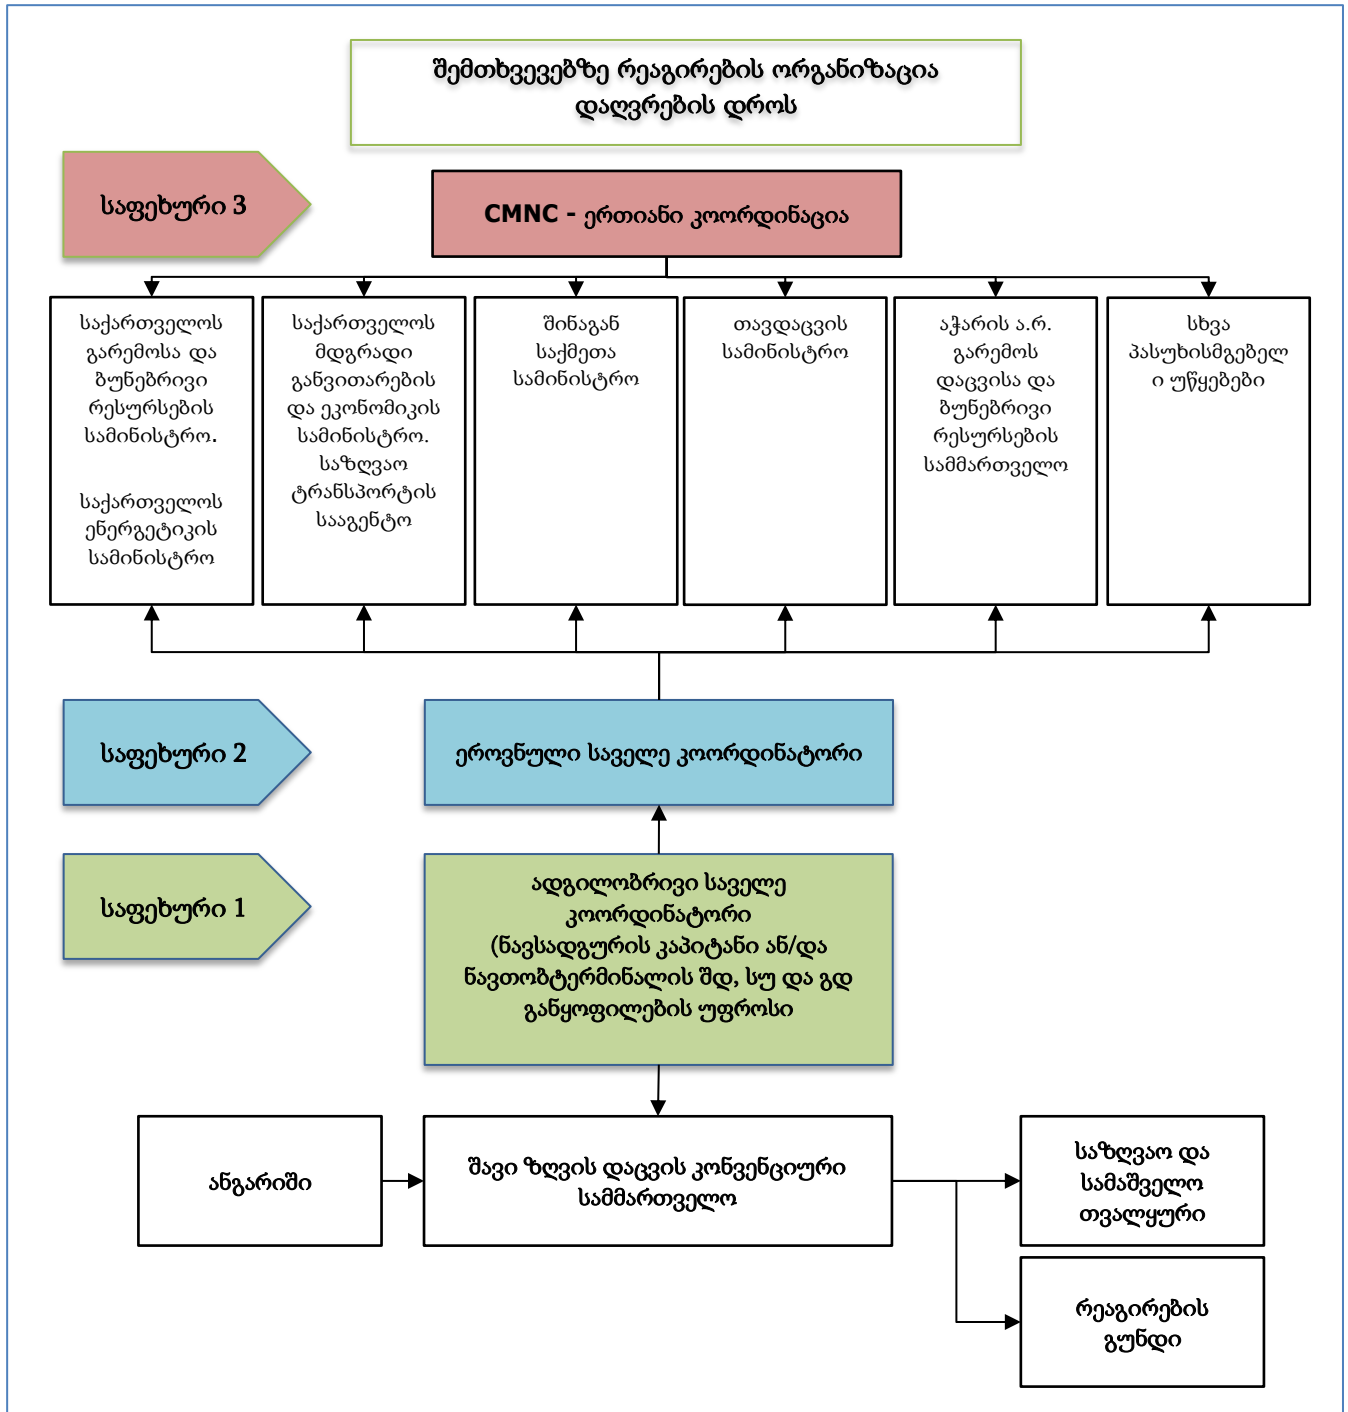 შემთხვევებზე რეაგირების ორგანიზაცია
დაღვრების დროს
საფეხური 3
CMNC - ერთიანი კოორდინაცია
საქართველოს
გარემოსა და
ბუნებრივი
რესურსების
სამინისტრო.
საქართველოს
ენერგეტიკის
სამინისტრო
საქართველოს
მდგრადი
განვითარების
და ეკონომიკის
სამინისტრო.
საზღვაო
ტრანსპორტის
სააგენტო
შინაგან
საქმეთა
სამინისტრო
თავდაცვის
სამინისტრო
აჭარის ა.რ.
გარემოს
დაცვისა და
ბუნებრივი
რესურსების
სამმართველო
სხვა
პასუხისმგებელ
ი უწყებები
საფეხური 2
ეროვნული საველე კოორდინატორი
საფეხური 1
ადგილობრივი საველე
კოორდინატორი
(ნავსადგურის კაპიტანი ან/და
ნავთობტერმინალის შდ, სუ და გდ
განყოფილების უფროსი
ანგარიში
შავი ზღვის დაცვის კონვენციური
სამმართველო
საზღვაო და
სამაშველო
თვალყური
რეაგირების
გუნდი